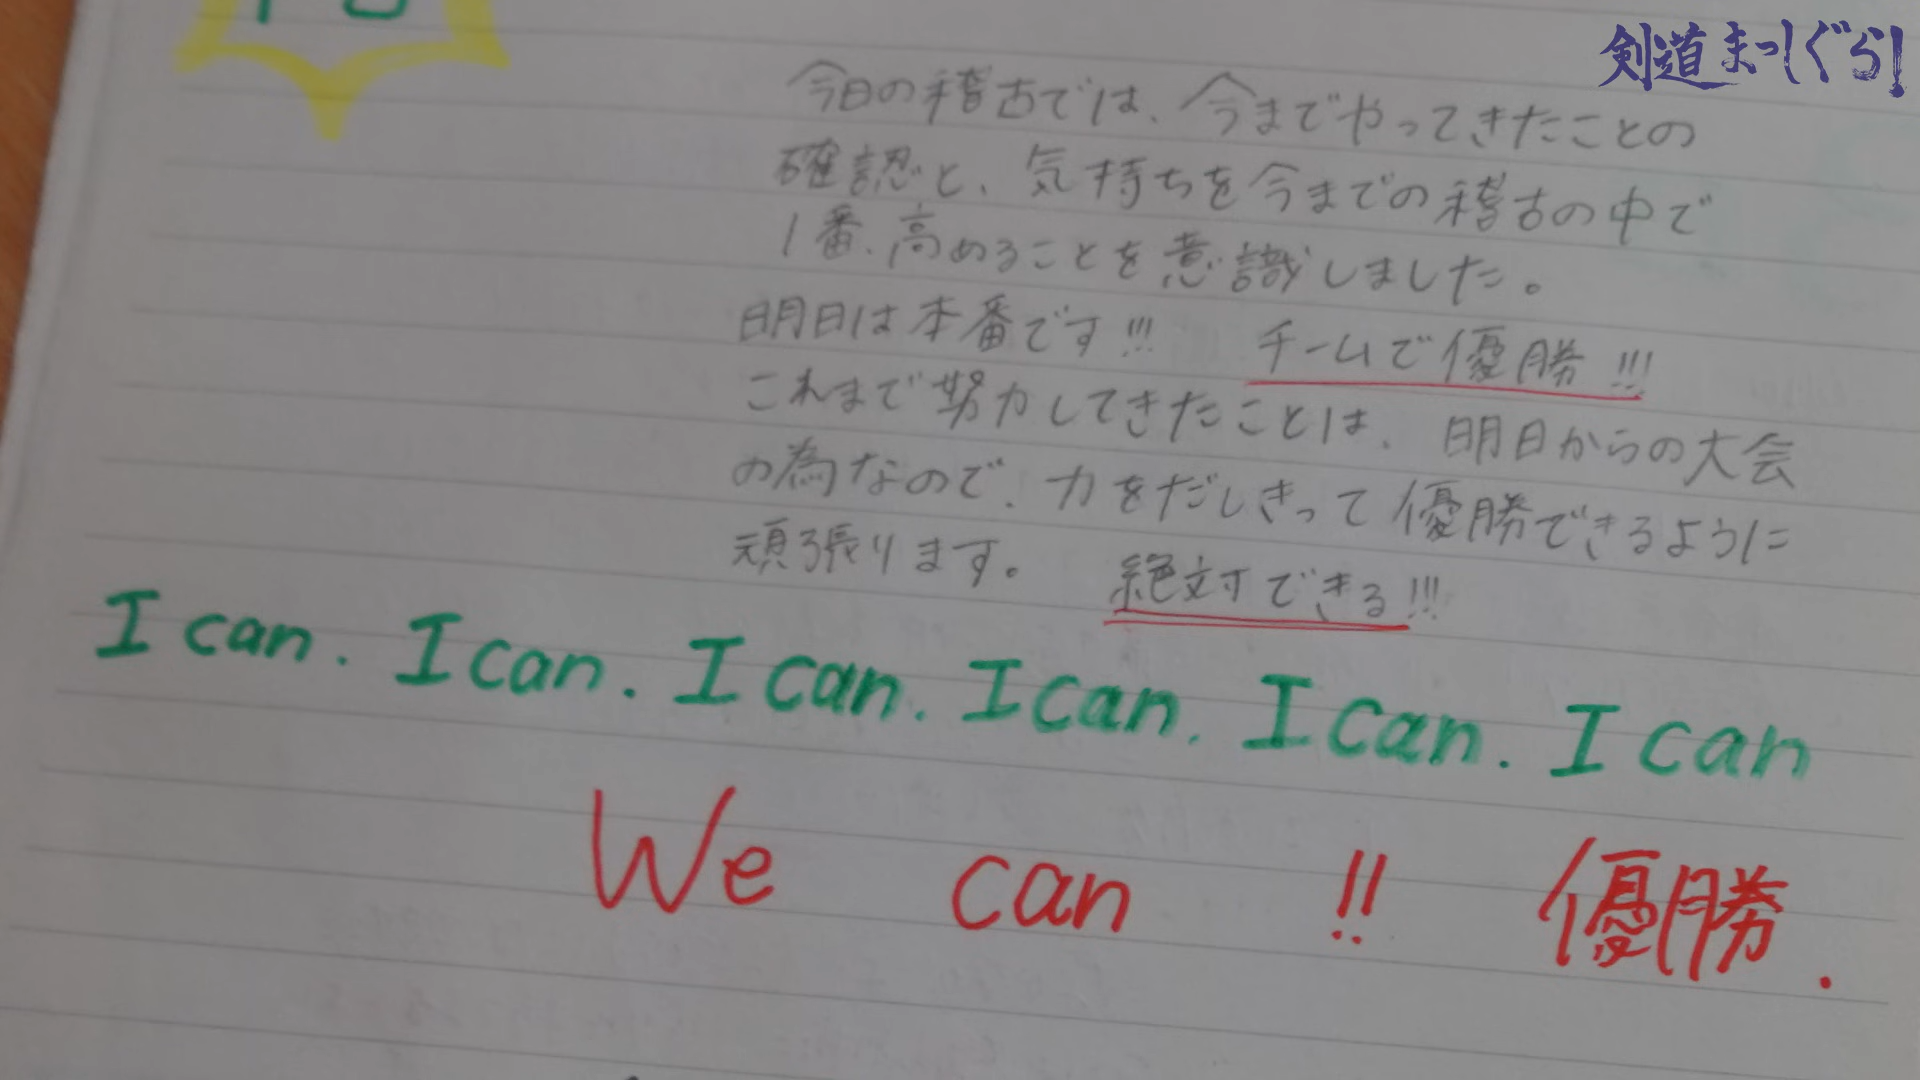 剣道まっしぐら!
今日の稽古では、今までやってきたことの
確認と、気持ちを今までの稽古の中で
1番、高めることを意識しました。
明日は本番です!!! チームで優勝!!!
これまで努力してきたことは、明日からの大会
の為なので、力をだしきって優勝できるように
頑張ります。 絶対できる!!!
I can. I can. I can. I can. I can. I can
We can !! 優勝.